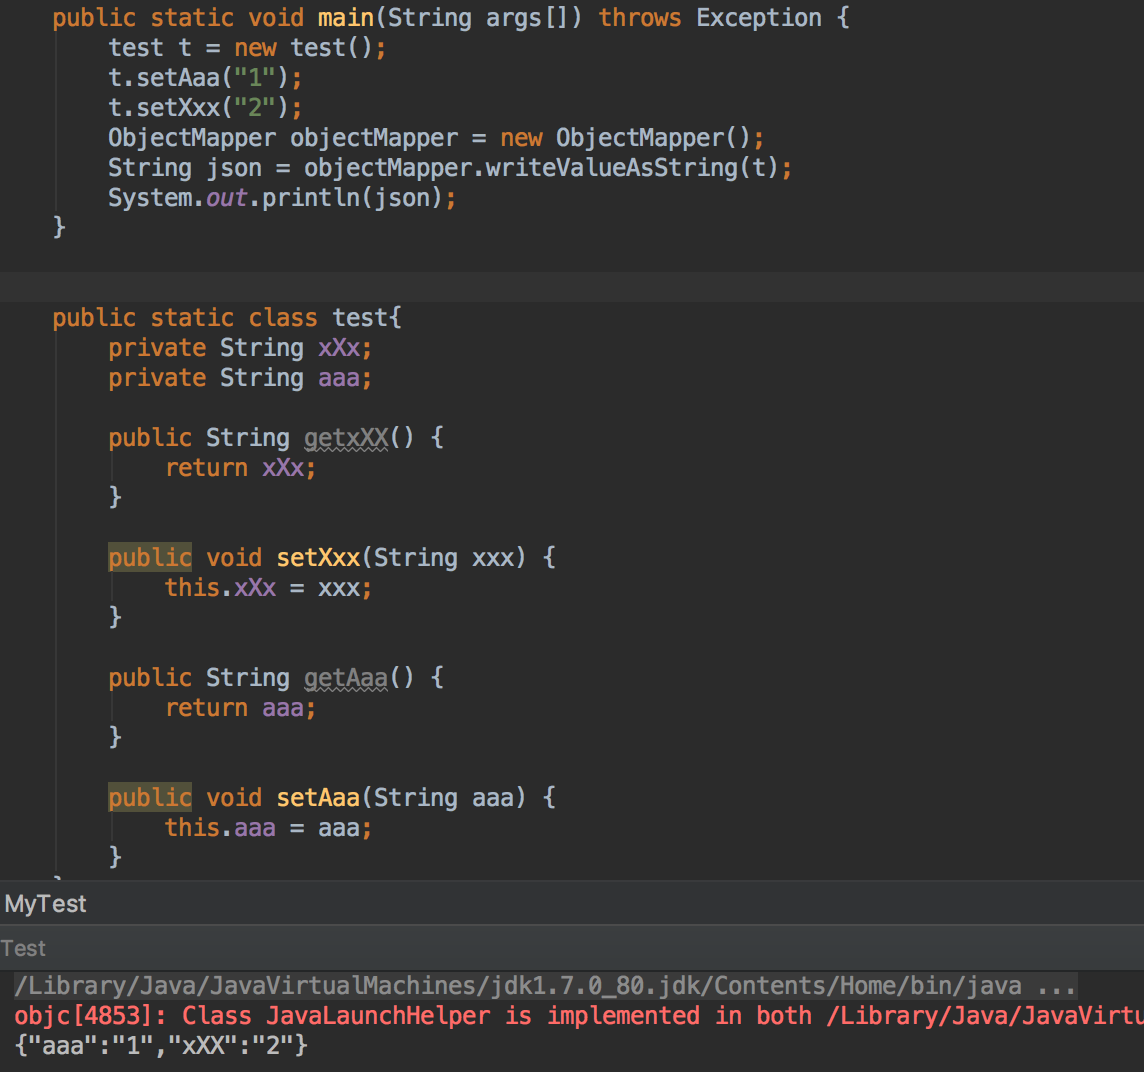 public static void main(String args[]) throws Exception {
test t = new test();
t.setAaa("1");
t.setXxx("2");
ObjectMapper objectMapper = new ObjectMapper();
String json = objectMapper.writeValueAsString(t);
System.out.println(json);
}
public static class test{
private String xXx;
private String aaa;
public String getxXX() {
return xXx;
}
public void setXxx(String xxx) {
this.xXx = xxx;
}
public String getAaa() {
return aaa;
}
public void setAaa(String aaa) {
this.aaa = aaa;
}
MyTest
Test
/Library/Java/JavaVirtualMachines/jdk1.7.0_80.jdk/Contents/Home/bin/java ...
objc[4853]: Class JavaLaunchHelper is implemented in both /Library/Java/JavaVirtu
{"aaa":"1","xXX":"2"}